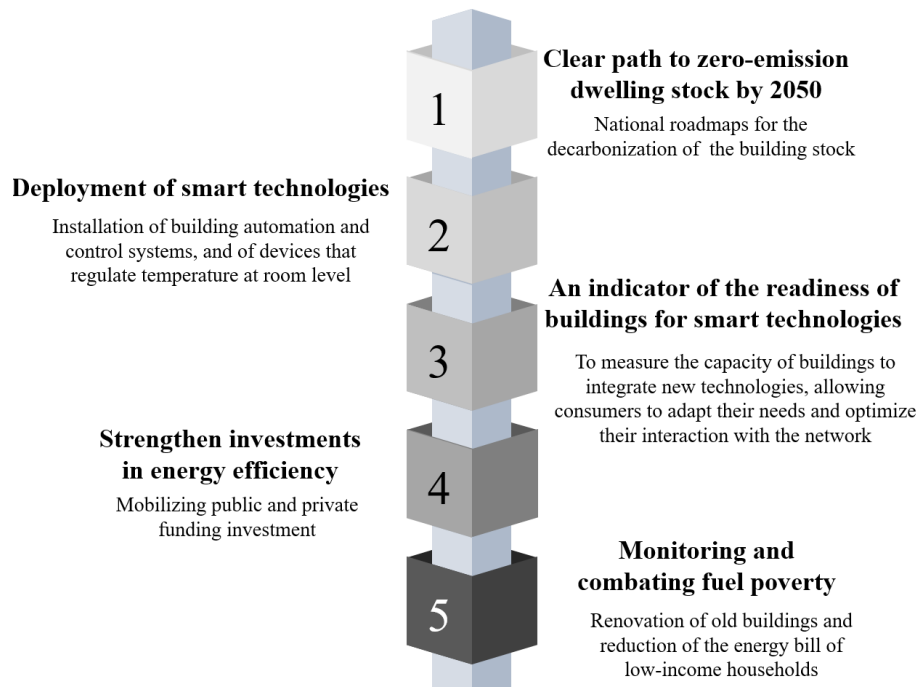 1
Clear path to zero-emission
dwelling stock by 2050
National roadmaps for the
decarbonization of the building stock
2
Deployment of smart technologies
Installation of building automation and
control systems, and of devices that
regulate temperature at room level
3
An indicator of the readiness of
buildings for smart technologies
To measure the capacity of buildings to
integrate new technologies, allowing
consumers to adapt their needs and optimize
their interaction with the network
4
Strengthen investments
in energy efficiency
Mobilizing public and private
funding investment
5
Monitoring and
combating fuel poverty
Renovation of old buildings and
reduction of the energy bill of
low-income households